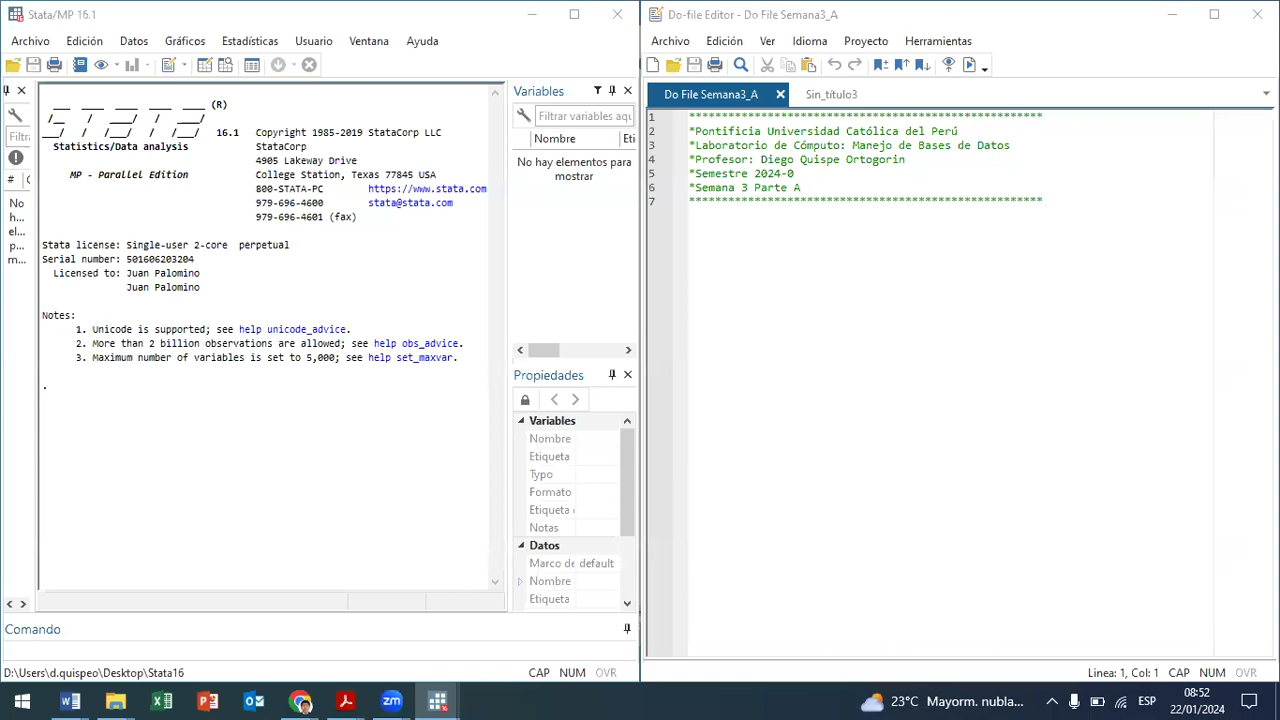 Stata/MP 16.1
Archivo Edición Datos Gráficos Estadísticas Usuario Ventana Ayuda
Filtra
#
No
h...
el...
p...
m...
(R)
16.1 Copyright 1985-2019 StataCorp LLC
Statistics/Data analysis StataCorp
4905 Lakeway Drive
MP - Parallel Edition College Station, Texas 77845 USA
800-STATA-PC https://www.stata.com
979-696-4600 stata@stata.com
979-696-4601 (fax)
Stata license: Single-user 2-core perpetual
Serial number: 501606203204
Licensed to: Juan Palomino
Juan Palomino
Notes:
1. Unicode is supported; see help unicode_advice.
2. More than 2 billion observations are allowed; see help obs_advice.
3. Maximum number of variables is set to 5,000; see help set_maxvar.
.
Variables
Filtrar variables aqu
Nombre Eti
No hay elementos para
mostrar
Propiedades
Variables
Nombre
Etiqueta
Typo
Formato
Etiqueta
Notas
Datos
Marco de default
Nombre
Etiqueta
Comando
D:\Users\d.quispeo\Desktop\Stata16 CAP NUM OVR
Do-file Editor - Do File Semana3_A
Archivo Edición Ver Idioma Proyecto Herramientas
Do File Semana3_A Sin_título3
1 ******************************************************
2 *Pontificia Universidad Católica del Perú
3 *Laboratorio de Cómputo: Manejo de Bases de Datos
4 *Profesor: Diego Quispe Ortogorin
5 *Semestre 2024-0
6 *Semana 3 Parte A
7 ******************************************************
Línea: 1, Col: 1 CAP NUM OVR
23°C Mayorm. nubla... ESP 08:52
22/01/2024